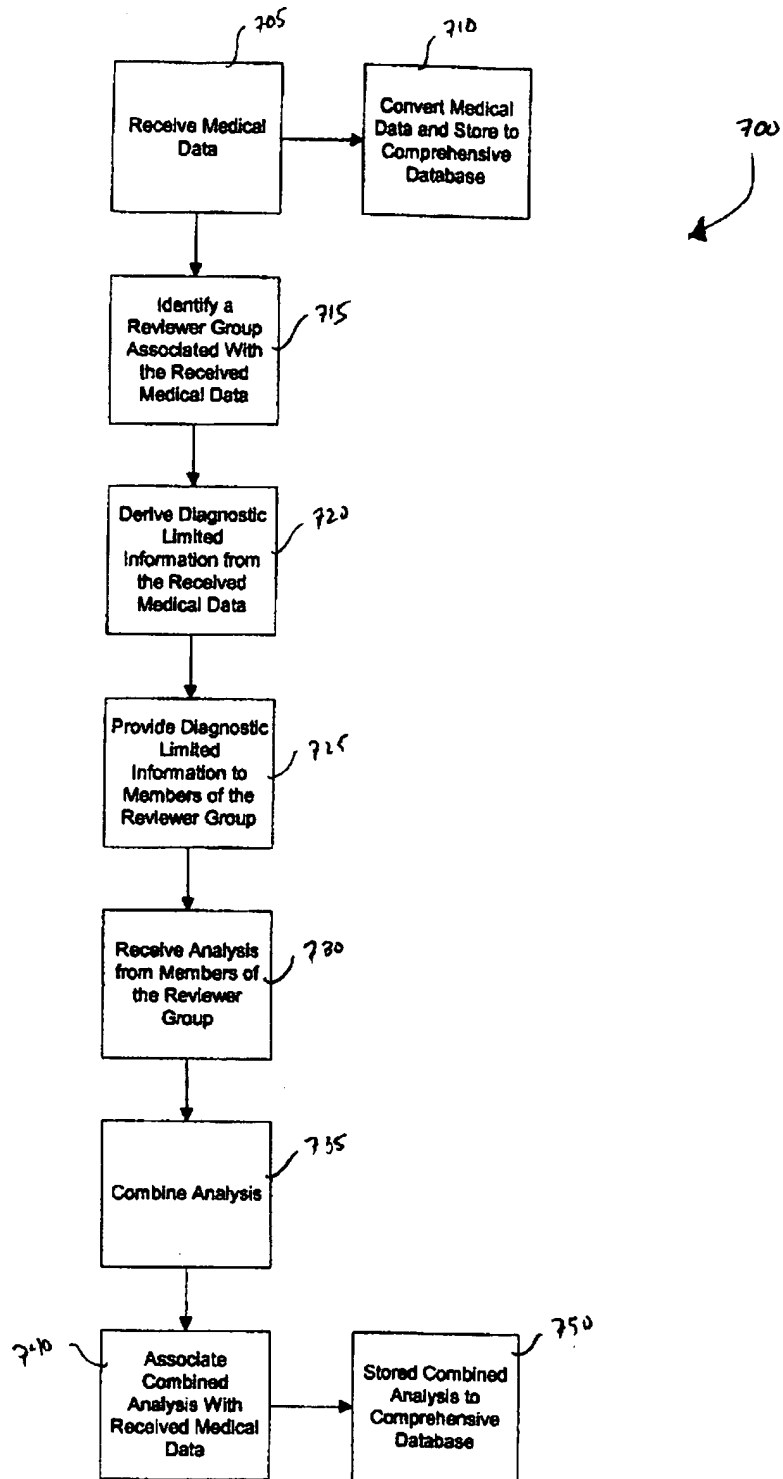 705
710
Receive Medical
Data
Convert Medical
Data and Store to
Comprehensive
Database
700
Identify a
Reviewer Group
Associated With
the Received
Medical Data
715
Derive Diagnostic
Limited
Information from
the Received
Medical Data
720
Provide Diagnostic
Limited
Information to
Members of the
Reviewer Group
725
Receive Analysis
from Members of
the Reviewer
Group
730
735
Combine Analysis
740
Associate
Combined
Analysis With
Received Medical
Data
750
Stored Combined
Analysis to
Comprehensive
Database